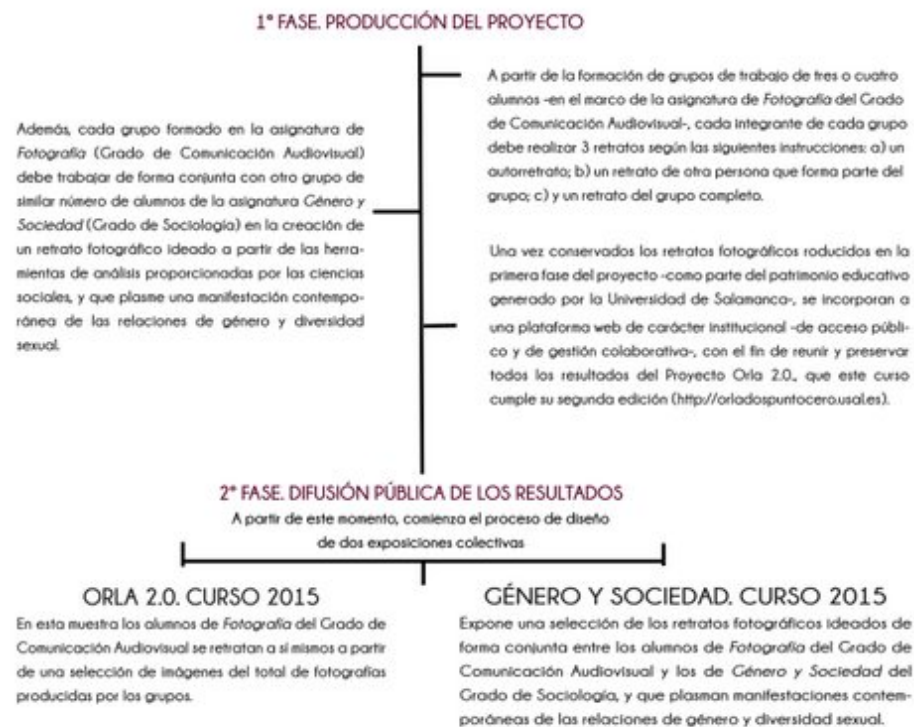 1ª FASE. PRODUCCIÓN DEL PROYECTO
A partir de la formación de grupos de trabajo de tres o cuatro
alumnos -en el marco de la asignatura de Fotografía del Grado
de Comunicación Audiovisual-, cada integrante de cada grupo
debe realizar 3 retratos según las siguientes instrucciones: a) un
autorretrato; b) un retrato de otra persona que forma parte del
grupo; c) y un retrato del grupo completo.
Además, cada grupo formado en la asignatura de
Fotografía (Grado de Comunicación Audiovisual)
debe trabajar de forma conjunta con otro grupo de
similar número de alumnos de la asignatura Género y
Sociedad (Grado de Sociología) en la creación de
un retrato fotográfico ideado a partir de las herra-
mientas de análisis proporcionadas por las ciencias
sociales, y que plasme una manifestación contempo-
ránea de las relaciones de género y diversidad
sexual.
Una vez conservados los retratos fotográficos roducidos en la
primera fase del proyecto -como parte del patrimonio educativo
generado por la Universidad de Salamanca-, se incorporan a
una plataforma web de carácter institucional -de acceso públi-
co y de gestión colaborativa-, con el fin de reunir y preservar
todos los resultados del Proyecto Orla 2.0., que este curso
cumple su segunda edición (http://orladospuntocero.usal.es).
2ª FASE. DIFUSIÓN PÚBLICA DE LOS RESULTADOS
A partir de este momento, comienza el proceso de diseño
de dos exposiciones colectivas
ORLA 2.0. CURSO 2015
En esta muestra los alumnos de Fotografía del Grado de
Comunicación Audiovisual se retratan a sí mismos a partir
de una selección de imágenes del total de fotografías
producidas por los grupos.
GÉNERO Y SOCIEDAD. CURSO 2015
Expone una selección de los retratos fotográficos ideados de
forma conjunta entre los alumnos de Fotografía del Grado de
Comunicación Audiovisual y los de Género y Sociedad del
Grado de Sociología, y que plasman manifestaciones contem-
poráneas de las relaciones de género y diversidad sexual.